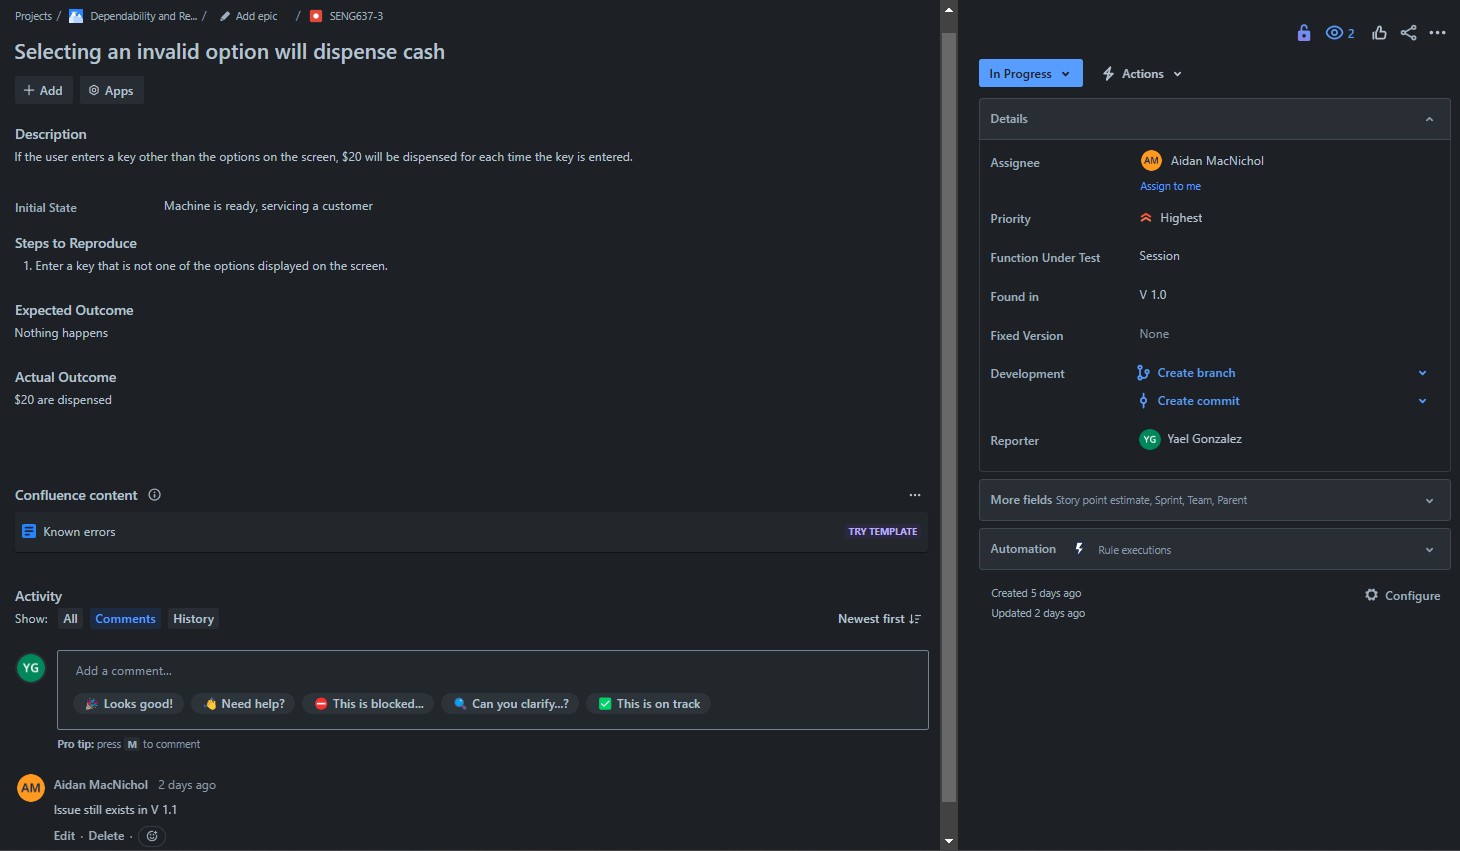 Projects / Dependability and Re... / Add epic / SENG637-3
Selecting an invalid option will dispense cash
Add Apps
Description
If the user enters a key other than the options on the screen, $20 will be dispensed for each time the key is entered.
Initial State Machine is ready, servicing a customer
Steps to Reproduce
1. Enter a key that is not one of the options displayed on the screen.
Expected Outcome
Nothing happens
Actual Outcome
$20 are dispensed
Confluence content
Known errors TRY TEMPLATE
Activity
Show: All Comments History Newest first
YG Add a comment...
Looks good! Need help? This is blocked... Can you clarify...? This is on track
Pro tip: press M to comment
AM Aidan MacNichol 2 days ago
Issue still exists in V 1.1
Edit · Delete ·
2
In Progress Actions
Details
Assignee AM Aidan MacNichol
Assign to me
Priority Highest
Function Under Test Session
Found in V 1.0
Fixed Version None
Development Create branch
Create commit
Reporter YG Yael Gonzalez
More fields Story point estimate, Sprint, Team, Parent
Automation Rule executions
Created 5 days ago Configure
Updated 2 days ago